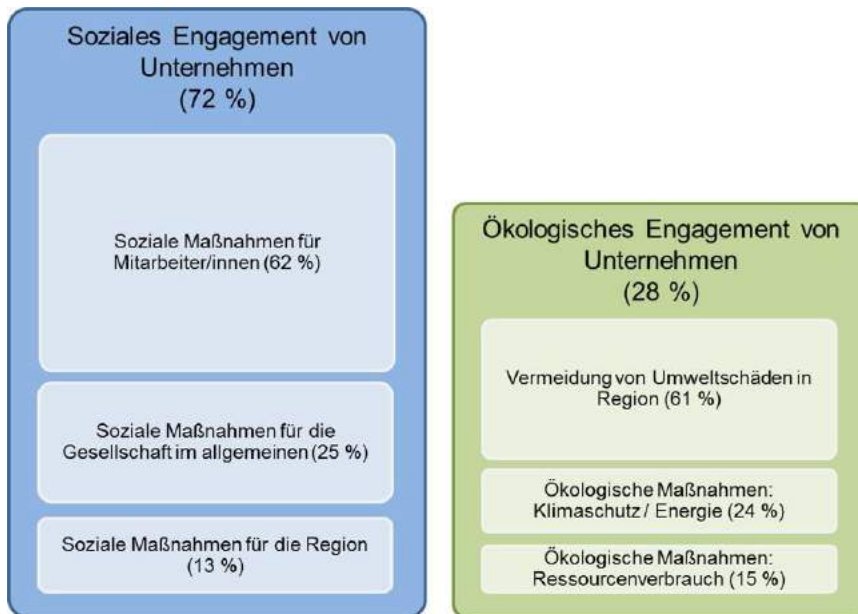 Soziales Engagement von
Unternehmen
(72 %)
Soziale Maßnahmen für
Mitarbeiter/innen (62 %)
Soziale Maßnahmen für die
Gesellschaft im allgemeinen (25 %)
Soziale Maßnahmen für die Region
(13 %)
Ökologisches Engagement von
Unternehmen
(28 %)
Vermeidung von Umweltschäden in
Region (61 %)
Ökologische Maßnahmen:
Klimaschutz / Energie (24 %)
Ökologische Maßnahmen:
Ressourcenverbrauch (15 %)